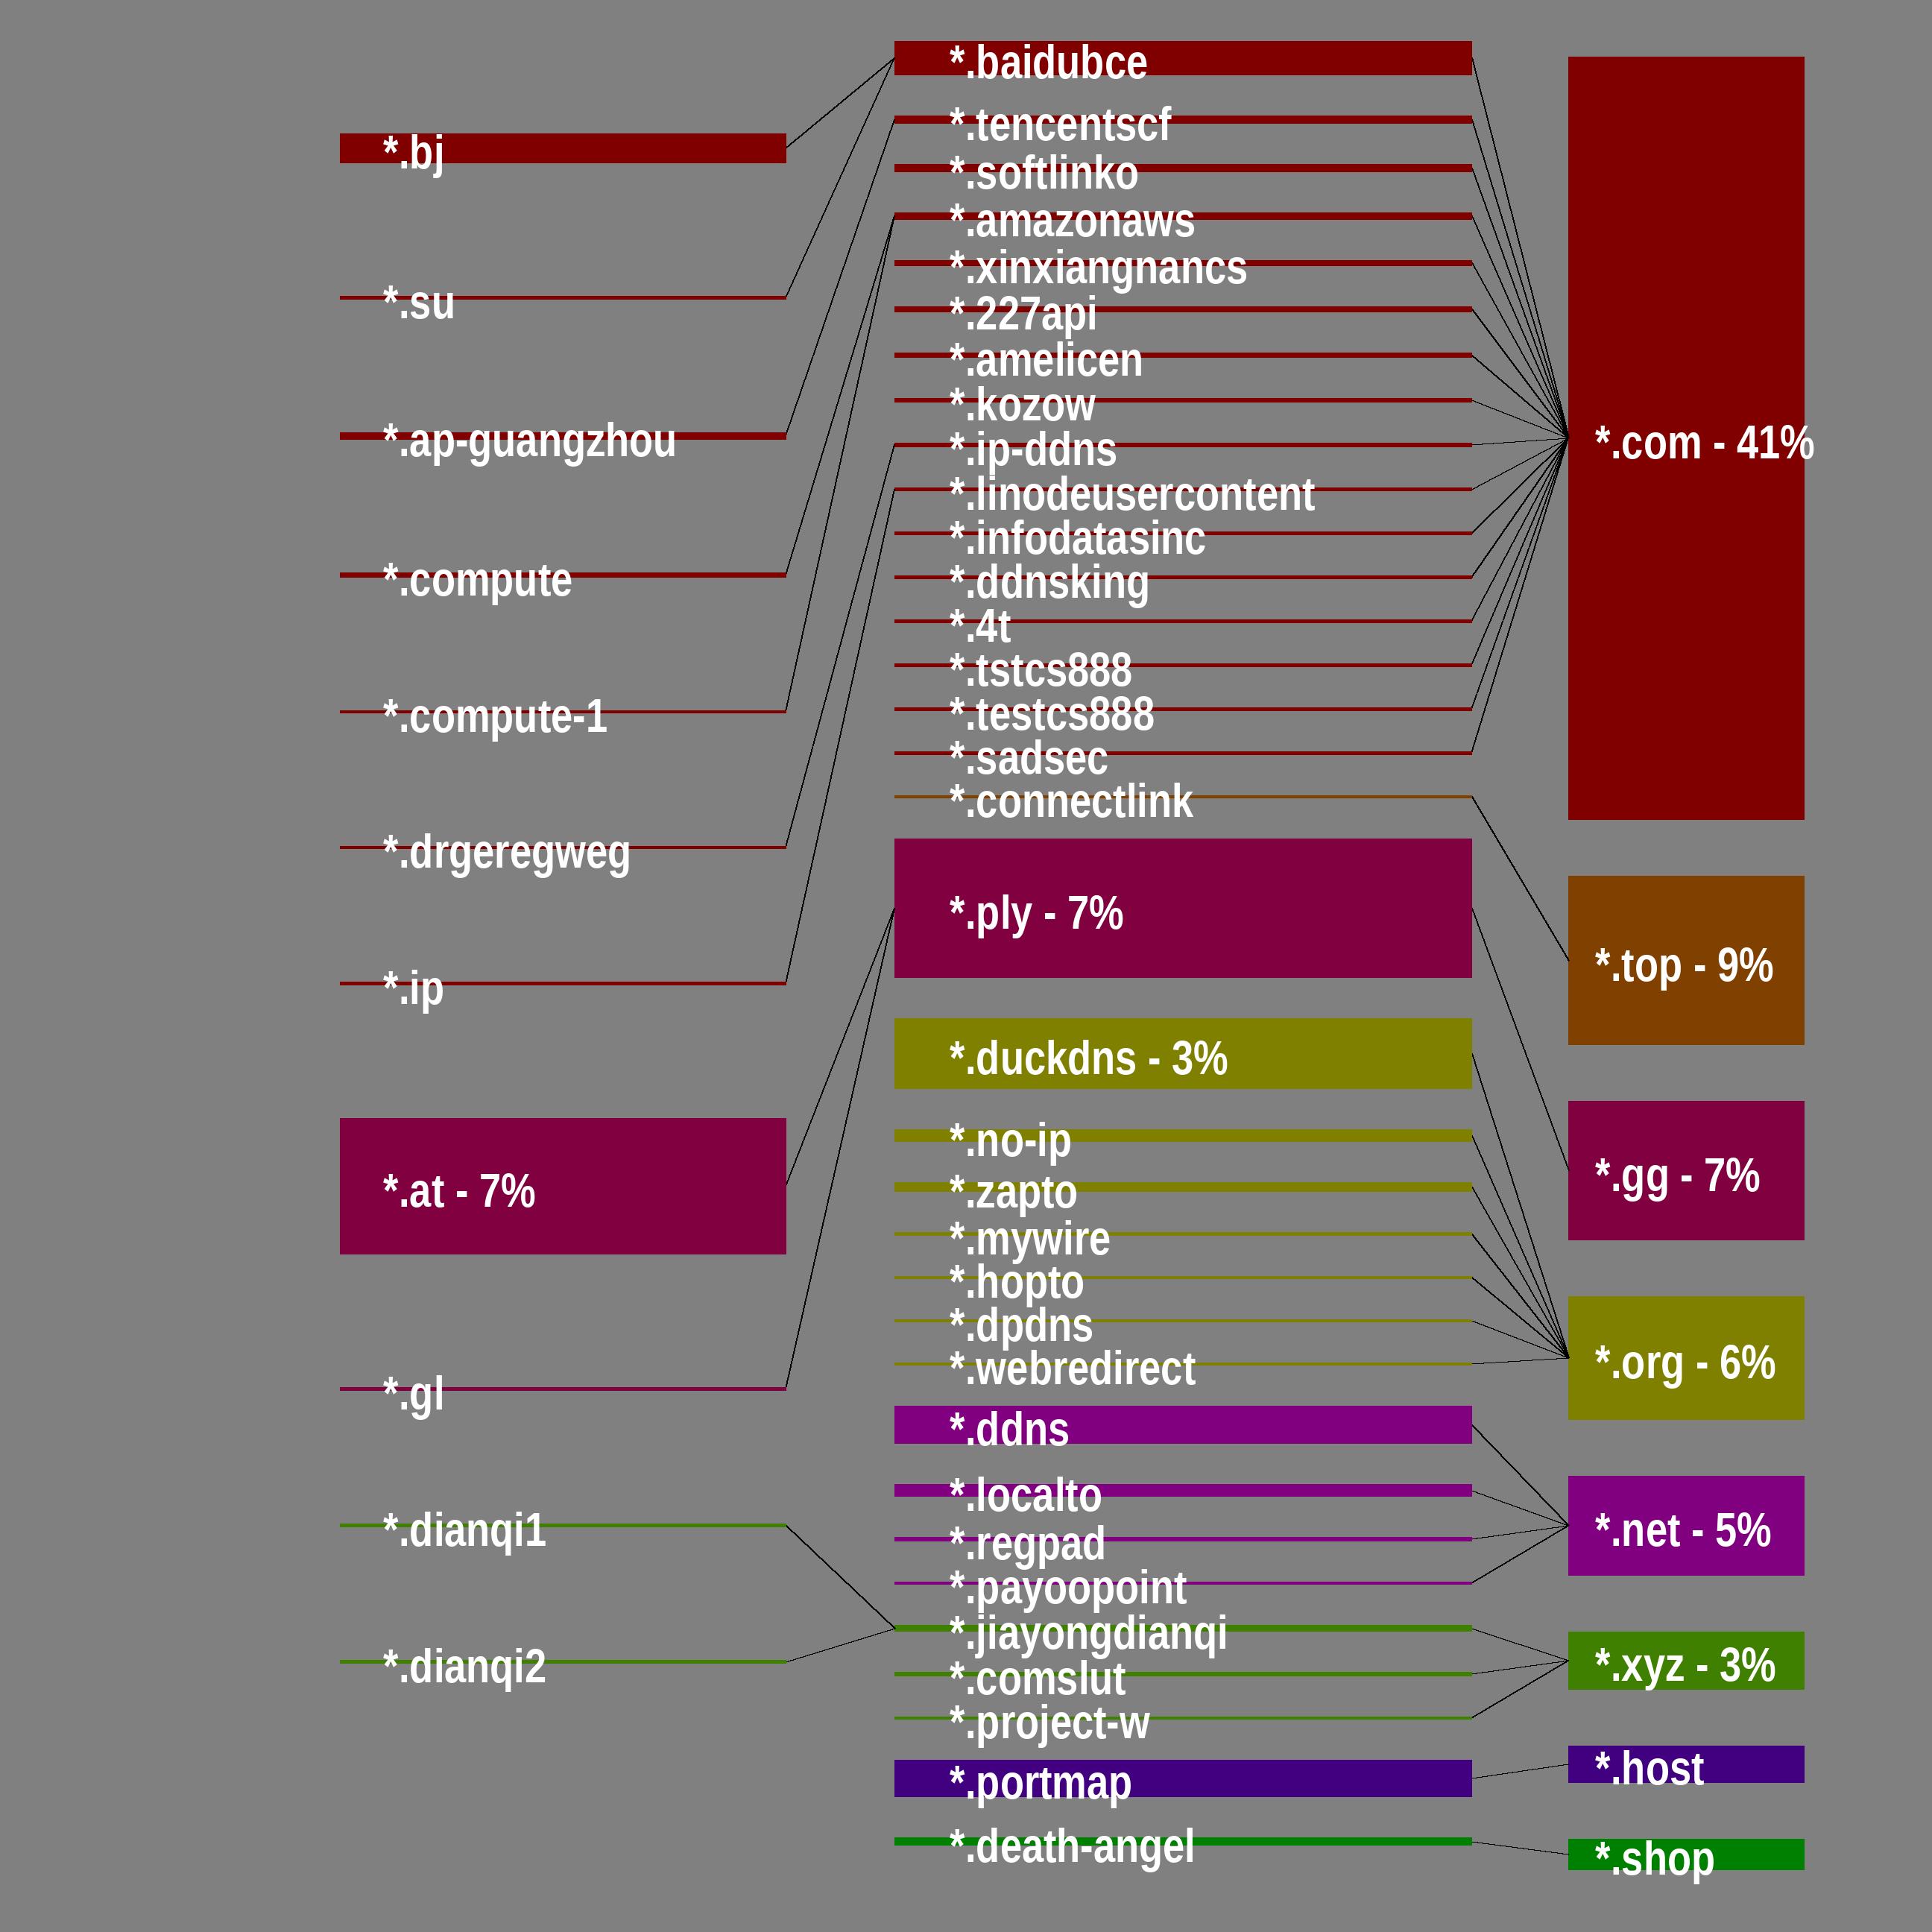 *.bj
*.su
*.ap-guangzhou
*.compute
*.compute-1
*.drgeregweg
*.ip
*.at - 7%
*.gl
*.dianqi1
*.dianqi2
*.baidubce
*.tencentscf
*.softlinko
*.amazonaws
*.xinxiangnancs
*.227api
*.amelicen
*.kozow
*.ip-ddns
*.linodeusercontent
*.infodatasinc
*.ddnsking
*.4t
*.tstcs888
*.testcs888
*.sadsec
*.connectlink
*.ply - 7%
*.duckdns - 3%
*.no-ip
*.zapto
*.mywire
*.hopto
*.dpdns
*.webredirect
*.ddns
*.localto
*.regpad
*.payoopoint
*.jiayongdianqi
*.comslut
*.project-w
*.portmap
*.death-angel
*.com - 41%
*.top - 9%
*.gg - 7%
*.org - 6%
*.net - 5%
*.xyz - 3%
*.host
*.shop